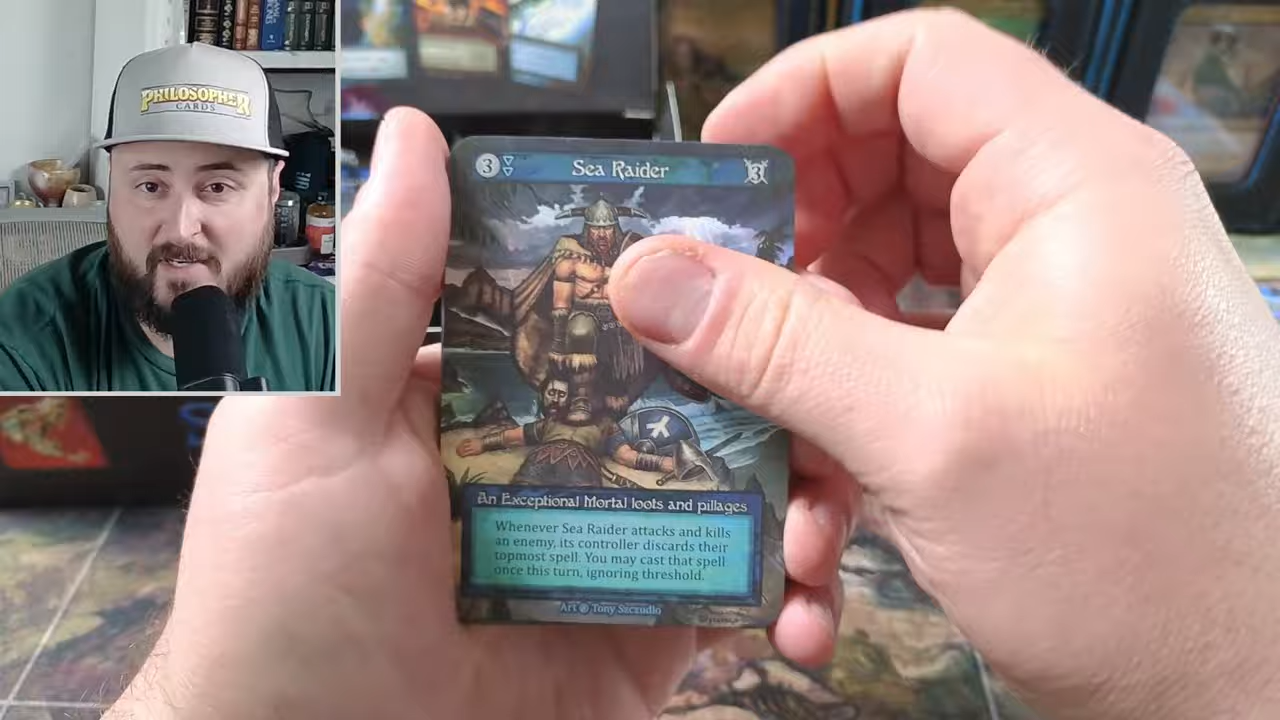 PHILOSOPHER
CARDS
3
Sea Raider
3
An Exceptional Mortal loots and pillages
Whenever Sea Raider attacks and kills
an enemy, its controller discards their
topmost spell. You may cast that spell
once this turn, ignoring threshold.
Art @ Tony Szczudlo